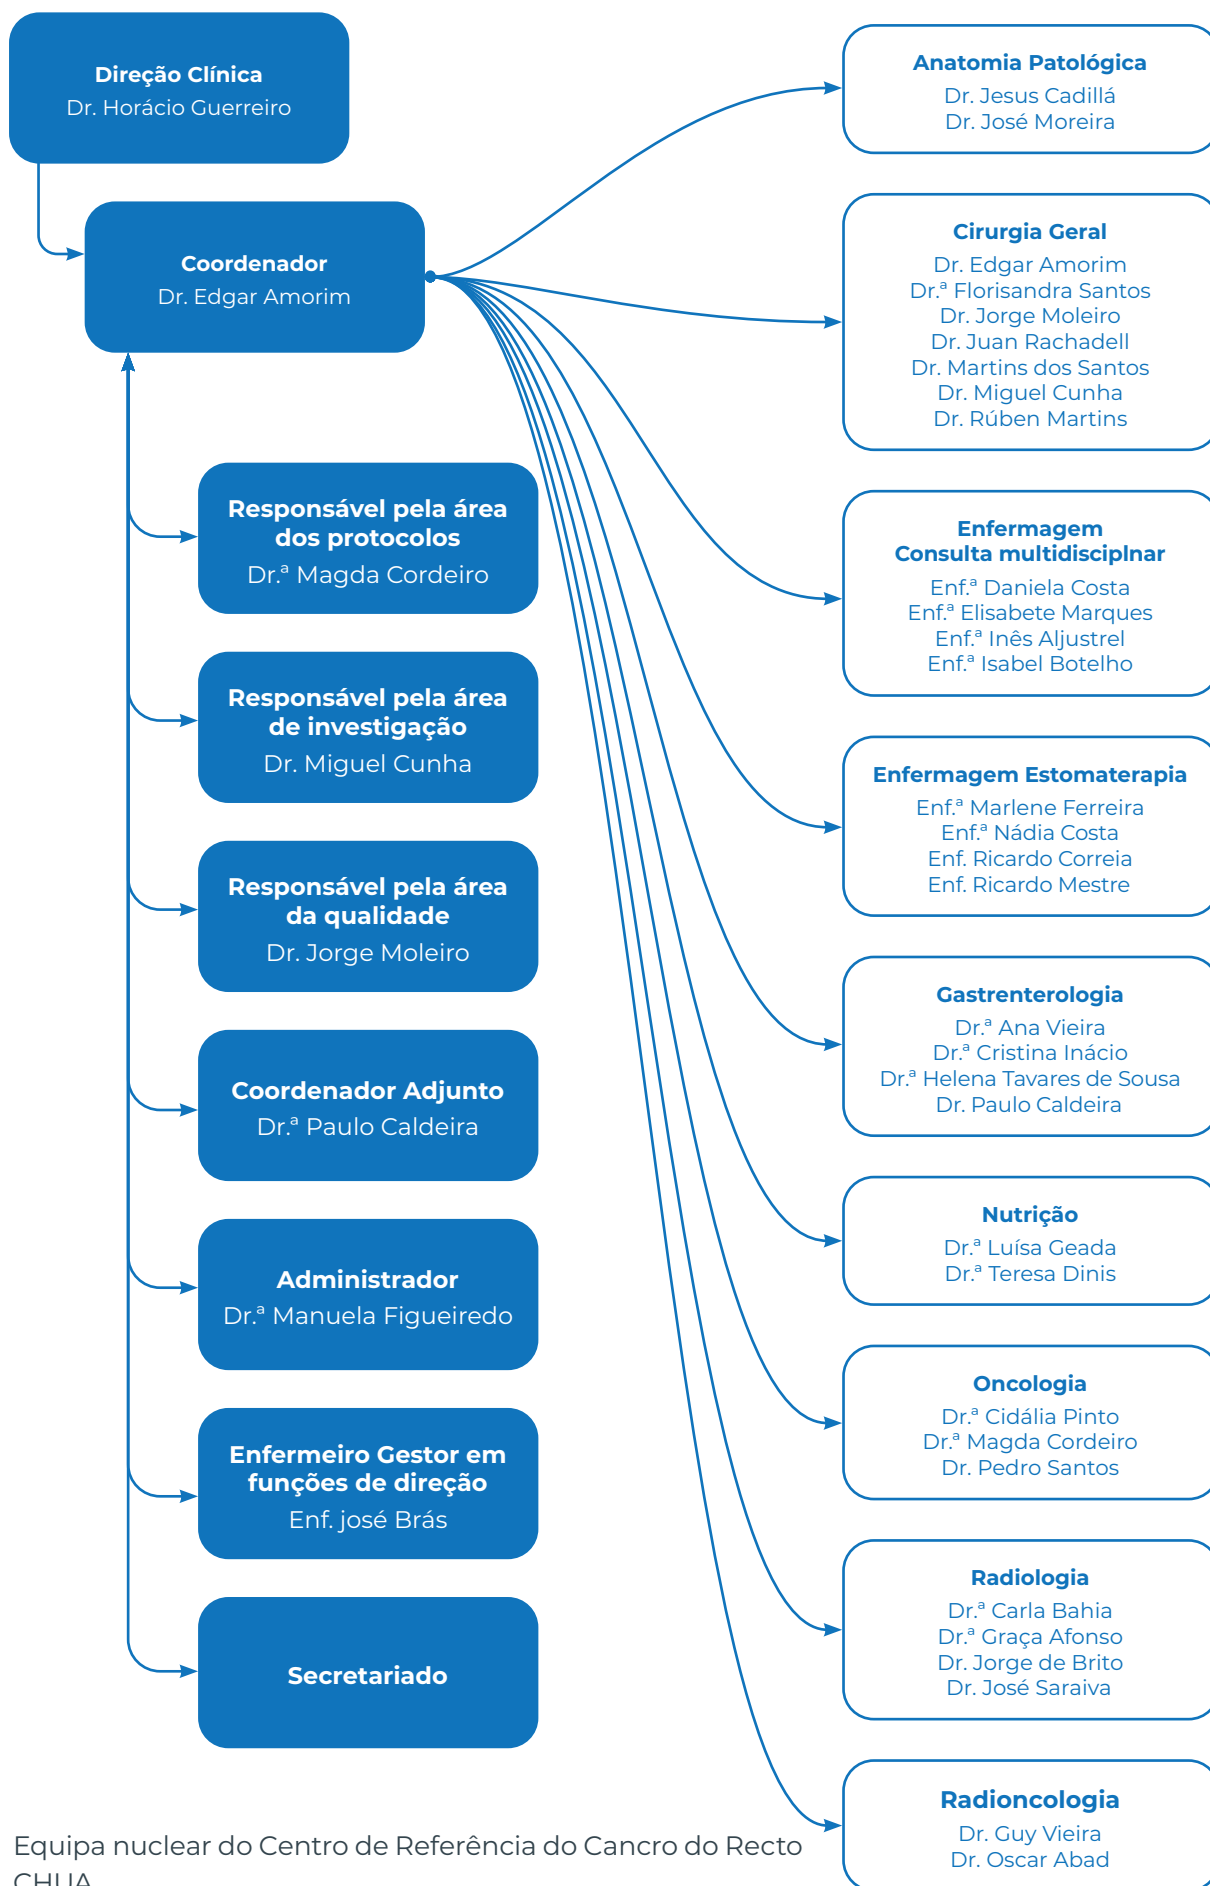 Direção Clínica
Dr. Horácio Guerreiro
Coordenador
Dr. Edgar Amorim
Responsável pela área
dos protocolos
Dr.ª Magda Cordeiro
Responsável pela área
de investigação
Dr. Miguel Cunha
Responsável pela área
da qualidade
Dr. Jorge Moleiro
Coordenador Adjunto
Dr.ª Paulo Caldeira
Administrador
Dr.ª Manuela Figueiredo
Enfermeiro Gestor em
funções de direção
Enf. josé Brás
Secretariado
Anatomia Patológica
Dr. Jesus Cadillá
Dr. José Moreira
Cirurgia Geral
Dr. Edgar Amorim
Dr.ª Florisandra Santos
Dr. Jorge Moleiro
Dr. Juan Rachadell
Dr. Martins dos Santos
Dr. Miguel Cunha
Dr. Rúben Martins
Enfermagem
Consulta multidisciplnar
Enf.ª Daniela Costa
Enf.ª Elisabete Marques
Enf.ª Inês Aljustrel
Enf.ª Isabel Botelho
Enfermagem Estomaterapia
Enf.ª Marlene Ferreira
Enf.ª Nádia Costa
Enf. Ricardo Correia
Enf. Ricardo Mestre
Gastrenterologia
Dr.ª Ana Vieira
Dr.ª Cristina Inácio
Dr.ª Helena Tavares de Sousa
Dr. Paulo Caldeira
Nutrição
Dr.ª Luísa Geada
Dr.ª Teresa Dinis
Oncologia
Dr.ª Cidália Pinto
Dr.ª Magda Cordeiro
Dr. Pedro Santos
Radiologia
Dr.ª Carla Bahia
Dr.ª Graça Afonso
Dr. Jorge de Brito
Dr. José Saraiva
Radioncologia
Dr. Guy Vieira
Dr. Oscar Abad
Equipa nuclear do Centro de Referência do Cancro do Recto
CHUA